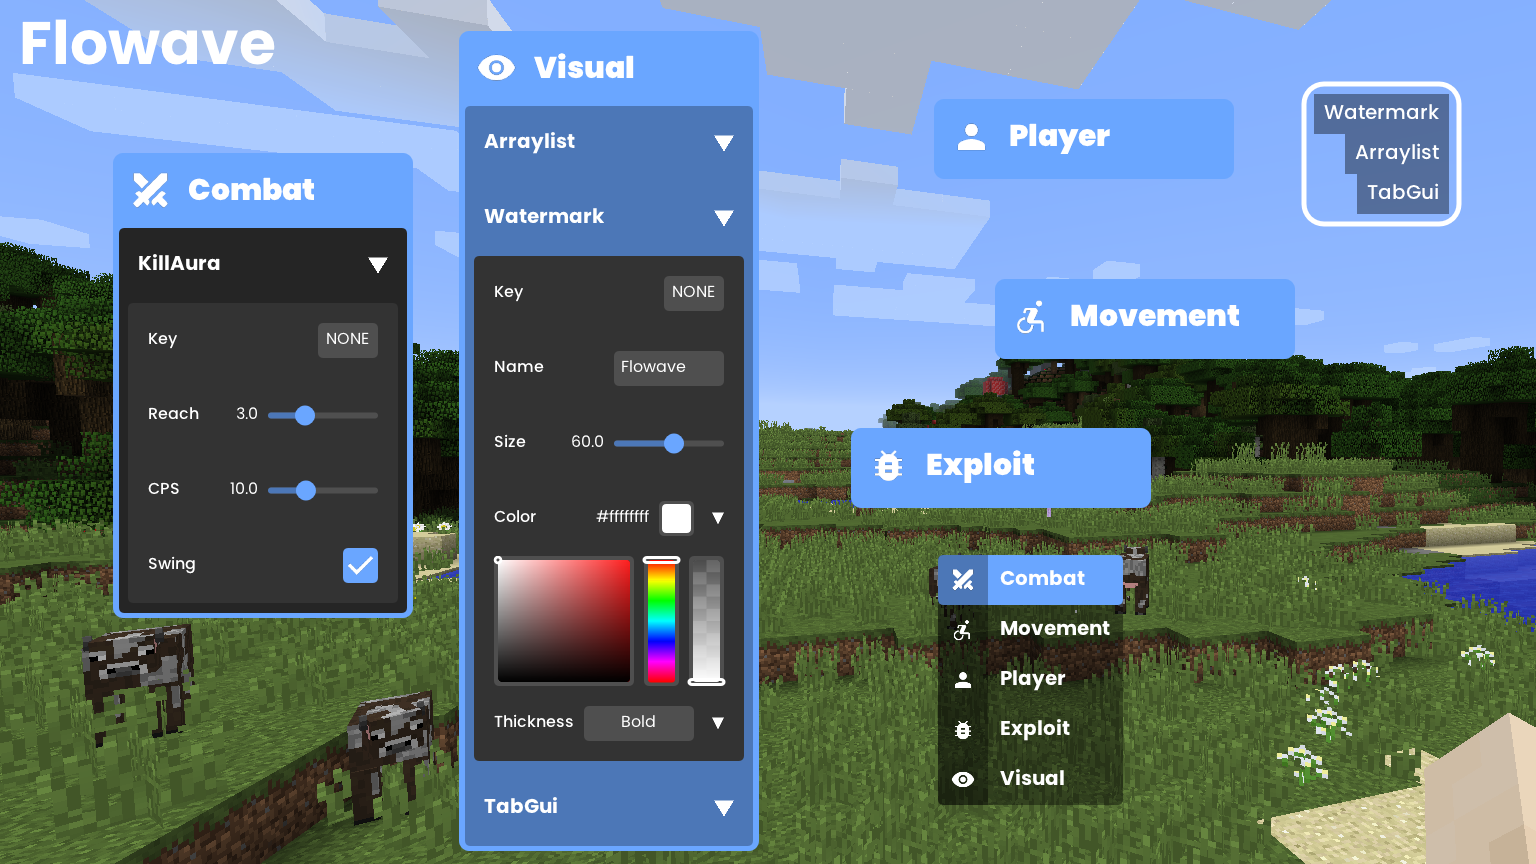 Flowave
Combat
KillAura
Key
NONE
Reach 3.0
CPS 10.0
Swing
Visual
Arraylist
Watermark
Key
NONE
Name
Flowave
Size 60.0
Color #ffffffff
Thickness Bold
TabGui
Player
Movement
Exploit
Watermark
Arraylist
TabGui
Combat
Movement
Player
Exploit
Visual